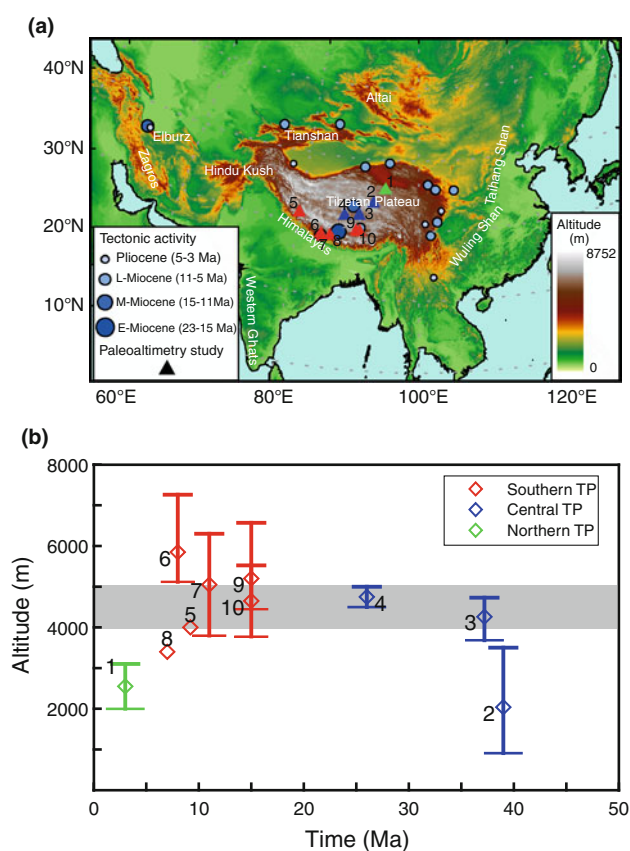 (a)
40°N
30°N
20°N
10°N
Altai
Elburz
Tianshan
Zagros
Hindu Kush
Taihang Shan
1
2
Tibetan Plateau
5
3
9
6
10
8
Himalayas
Wuling Shan
Western Ghats
Tectonic activity
Pliocene (5-3 Ma)
L-Miocene (11-5 Ma)
M-Miocene (15-11Ma)
E-Miocene (23-15 Ma)
Paleoaltimetry study
Altitude
(m)
8752
0
60°E
80°E
100°E
120°E
(b)
8000
6000
4000
2000
Altitude (m)
Southern TP
Central TP
Northern TP
6
7
9
10
5
8
1
4
3
2
0
10
20
30
40
50
Time (Ma)